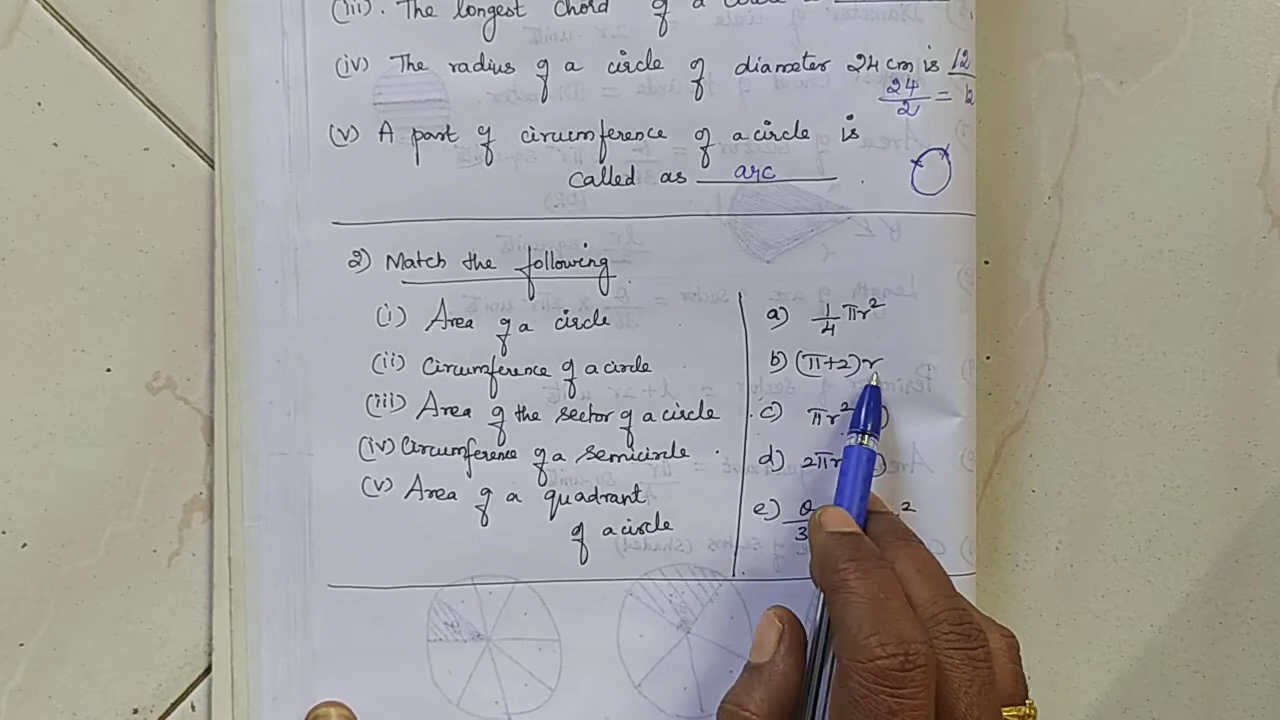 (iii). The longest chord of a circle is
(iv) The radius of a circle of diameter 24 cm is 12
24/2 = 12
(v) A part of circumference of a circle is
called as arc .
2) Match the following
(i) Area of a circle
(ii) Circumference of a circle
(iii) Area of the sector of a circle
(iv) Circumference of a semicircle .
(v) Area of a quadrant
of a circle
a) 1/4 πr²
b) (π+2)r
c) πr²
d) 2πr
e) θ